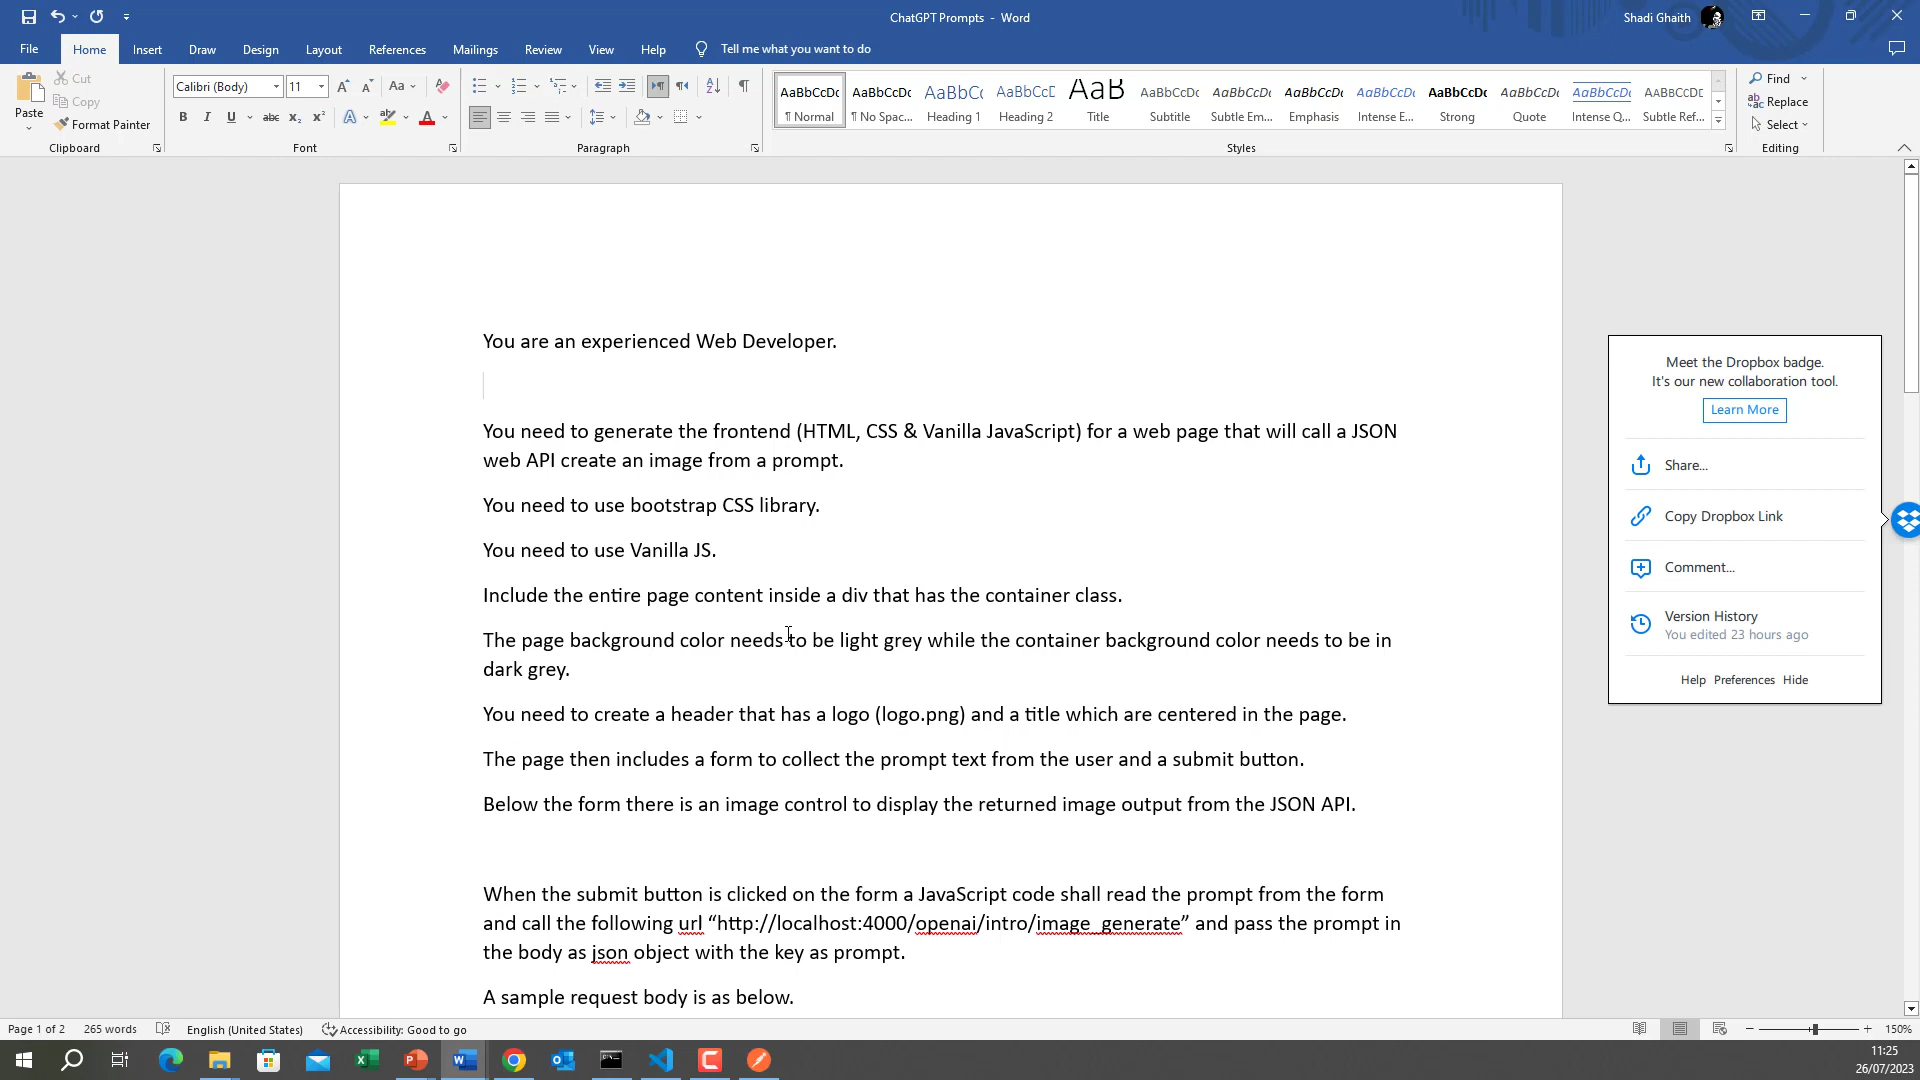 ChatGPT Prompts - Word
Shadi Ghaith
File Home Insert Draw Design Layout References Mailings Review View Help Tell me what you want to do
Paste
Cut
Copy
Format Painter
Clipboard
Calibri (Body) 11
Font
Paragraph
AaBbCcDc AaBbCcDc AaBbCc AaBbCcD AaB AaBbCcDc AaBbCcDc AaBbCcDc AaBbCcDc AaBbCcDc AaBbCcDc AaBbCcDc AABBCCDE
¶ Normal ¶ No Spac... Heading 1 Heading 2 Title Subtitle Subtle Em... Emphasis Intense E... Strong Quote Intense Q... Subtle Ref...
Styles
Find
Replace
Select
Editing
You are an experienced Web Developer.
You need to generate the frontend (HTML, CSS & Vanilla JavaScript) for a web page that will call a JSON
web API create an image from a prompt.
You need to use bootstrap CSS library.
You need to use Vanilla JS.
Include the entire page content inside a div that has the container class.
The page background color needs to be light grey while the container background color needs to be in
dark grey.
You need to create a header that has a logo (logo.png) and a title which are centered in the page.
The page then includes a form to collect the prompt text from the user and a submit button.
Below the form there is an image control to display the returned image output from the JSON API.
When the submit button is clicked on the form a JavaScript code shall read the prompt from the form
and call the following url “http://localhost:4000/openai/intro/image_generate” and pass the prompt in
the body as json object with the key as prompt.
A sample request body is as below.
Meet the Dropbox badge.
It's our new collaboration tool.
Learn More
Share...
Copy Dropbox Link
Comment...
Version History
You edited 23 hours ago
Help Preferences Hide
Page 1 of 2 265 words English (United States) Accessibility: Good to go
150%
11:25
26/07/2023